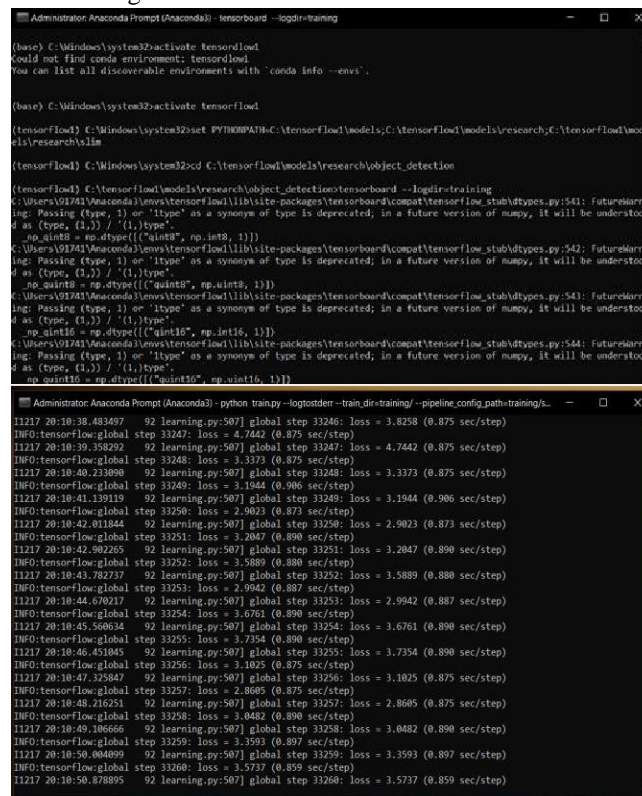 Administrator: Anaconda Prompt (Anaconda3) - tensorboard --logdir=training
(base) C:\Windows\system32>activate tensordlow1
Could not find conda environment: tensordlow1
You can list all discoverable environments with `conda info --envs`.
(base) C:\Windows\system32>activate tensorflow1
(tensorflow1) C:\Windows\system32>set PYTHONPATH=C:\tensorflow1\models;C:\tensorflow1\models\research;C:\tensorflow1\mod
els\research\slim
(tensorflow1) C:\Windows\system32>cd C:\tensorflow1\models\research\object_detection
(tensorflow1) C:\tensorflow1\models\research\object_detection>tensorboard --logdir=training
C:\Users\91741\Anaconda3\envs\tensorflow1\lib\site-packages\tensorboard\compat\tensorflow_stub\dtypes.py:541: FutureWarn
ing: Passing (type, 1) or '1type' as a synonym of type is deprecated; in a future version of numpy, it will be understoo
d as (type, (1,)) / '(1,)type'.
_np_qint8 = np.dtype([("qint8", np.int8, 1)])
C:\Users\91741\Anaconda3\envs\tensorflow1\lib\site-packages\tensorboard\compat\tensorflow_stub\dtypes.py:542: FutureWarn
ing: Passing (type, 1) or '1type' as a synonym of type is deprecated; in a future version of numpy, it will be understoo
d as (type, (1,)) / '(1,)type'.
_np_quint8 = np.dtype([("quint8", np.uint8, 1)])
C:\Users\91741\Anaconda3\envs\tensorflow1\lib\site-packages\tensorboard\compat\tensorflow_stub\dtypes.py:543: FutureWarn
ing: Passing (type, 1) or '1type' as a synonym of type is deprecated; in a future version of numpy, it will be understoo
d as (type, (1,)) / '(1,)type'.
_np_qint16 = np.dtype([("qint16", np.int16, 1)])
C:\Users\91741\Anaconda3\envs\tensorflow1\lib\site-packages\tensorboard\compat\tensorflow_stub\dtypes.py:544: FutureWarn
ing: Passing (type, 1) or '1type' as a synonym of type is deprecated; in a future version of numpy, it will be understoo
d as (type, (1,)) / '(1,)type'.
_np_quint16 = np.dtype([("quint16", np.uint16, 1)])
Administrator: Anaconda Prompt (Anaconda3) - python train.py --logtostderr --train_dir=training/ --pipeline_config_path=training/s...
I1217 20:10:38.483497 92 learning.py:507] global step 33246: loss = 3.8258 (0.875 sec/step)
INFO:tensorflow:global step 33247: loss = 4.7442 (0.875 sec/step)
I1217 20:10:39.358292 92 learning.py:507] global step 33247: loss = 4.7442 (0.875 sec/step)
INFO:tensorflow:global step 33248: loss = 3.3373 (0.875 sec/step)
I1217 20:10:40.233090 92 learning.py:507] global step 33248: loss = 3.3373 (0.875 sec/step)
INFO:tensorflow:global step 33249: loss = 3.1944 (0.906 sec/step)
I1217 20:10:41.139119 92 learning.py:507] global step 33249: loss = 3.1944 (0.906 sec/step)
INFO:tensorflow:global step 33250: loss = 2.9023 (0.873 sec/step)
I1217 20:10:42.011844 92 learning.py:507] global step 33250: loss = 2.9023 (0.873 sec/step)
INFO:tensorflow:global step 33251: loss = 3.2047 (0.890 sec/step)
I1217 20:10:42.902265 92 learning.py:507] global step 33251: loss = 3.2047 (0.890 sec/step)
INFO:tensorflow:global step 33252: loss = 3.5889 (0.880 sec/step)
I1217 20:10:43.782737 92 learning.py:507] global step 33252: loss = 3.5889 (0.880 sec/step)
INFO:tensorflow:global step 33253: loss = 2.9942 (0.887 sec/step)
I1217 20:10:44.670217 92 learning.py:507] global step 33253: loss = 2.9942 (0.887 sec/step)
INFO:tensorflow:global step 33254: loss = 3.6761 (0.890 sec/step)
I1217 20:10:45.560634 92 learning.py:507] global step 33254: loss = 3.6761 (0.890 sec/step)
INFO:tensorflow:global step 33255: loss = 3.7354 (0.890 sec/step)
I1217 20:10:46.451045 92 learning.py:507] global step 33255: loss = 3.7354 (0.890 sec/step)
INFO:tensorflow:global step 33256: loss = 3.1025 (0.875 sec/step)
I1217 20:10:47.325847 92 learning.py:507] global step 33256: loss = 3.1025 (0.875 sec/step)
INFO:tensorflow:global step 33257: loss = 2.8605 (0.890 sec/step)
I1217 20:10:48.216251 92 learning.py:507] global step 33257: loss = 2.8605 (0.890 sec/step)
INFO:tensorflow:global step 33258: loss = 3.0482 (0.890 sec/step)
I1217 20:10:49.106666 92 learning.py:507] global step 33258: loss = 3.0482 (0.890 sec/step)
INFO:tensorflow:global step 33259: loss = 3.3593 (0.897 sec/step)
I1217 20:10:50.004099 92 learning.py:507] global step 33259: loss = 3.3593 (0.897 sec/step)
INFO:tensorflow:global step 33260: loss = 3.5737 (0.859 sec/step)
I1217 20:10:50.878895 92 learning.py:507] global step 33260: loss = 3.5737 (0.859 sec/step)